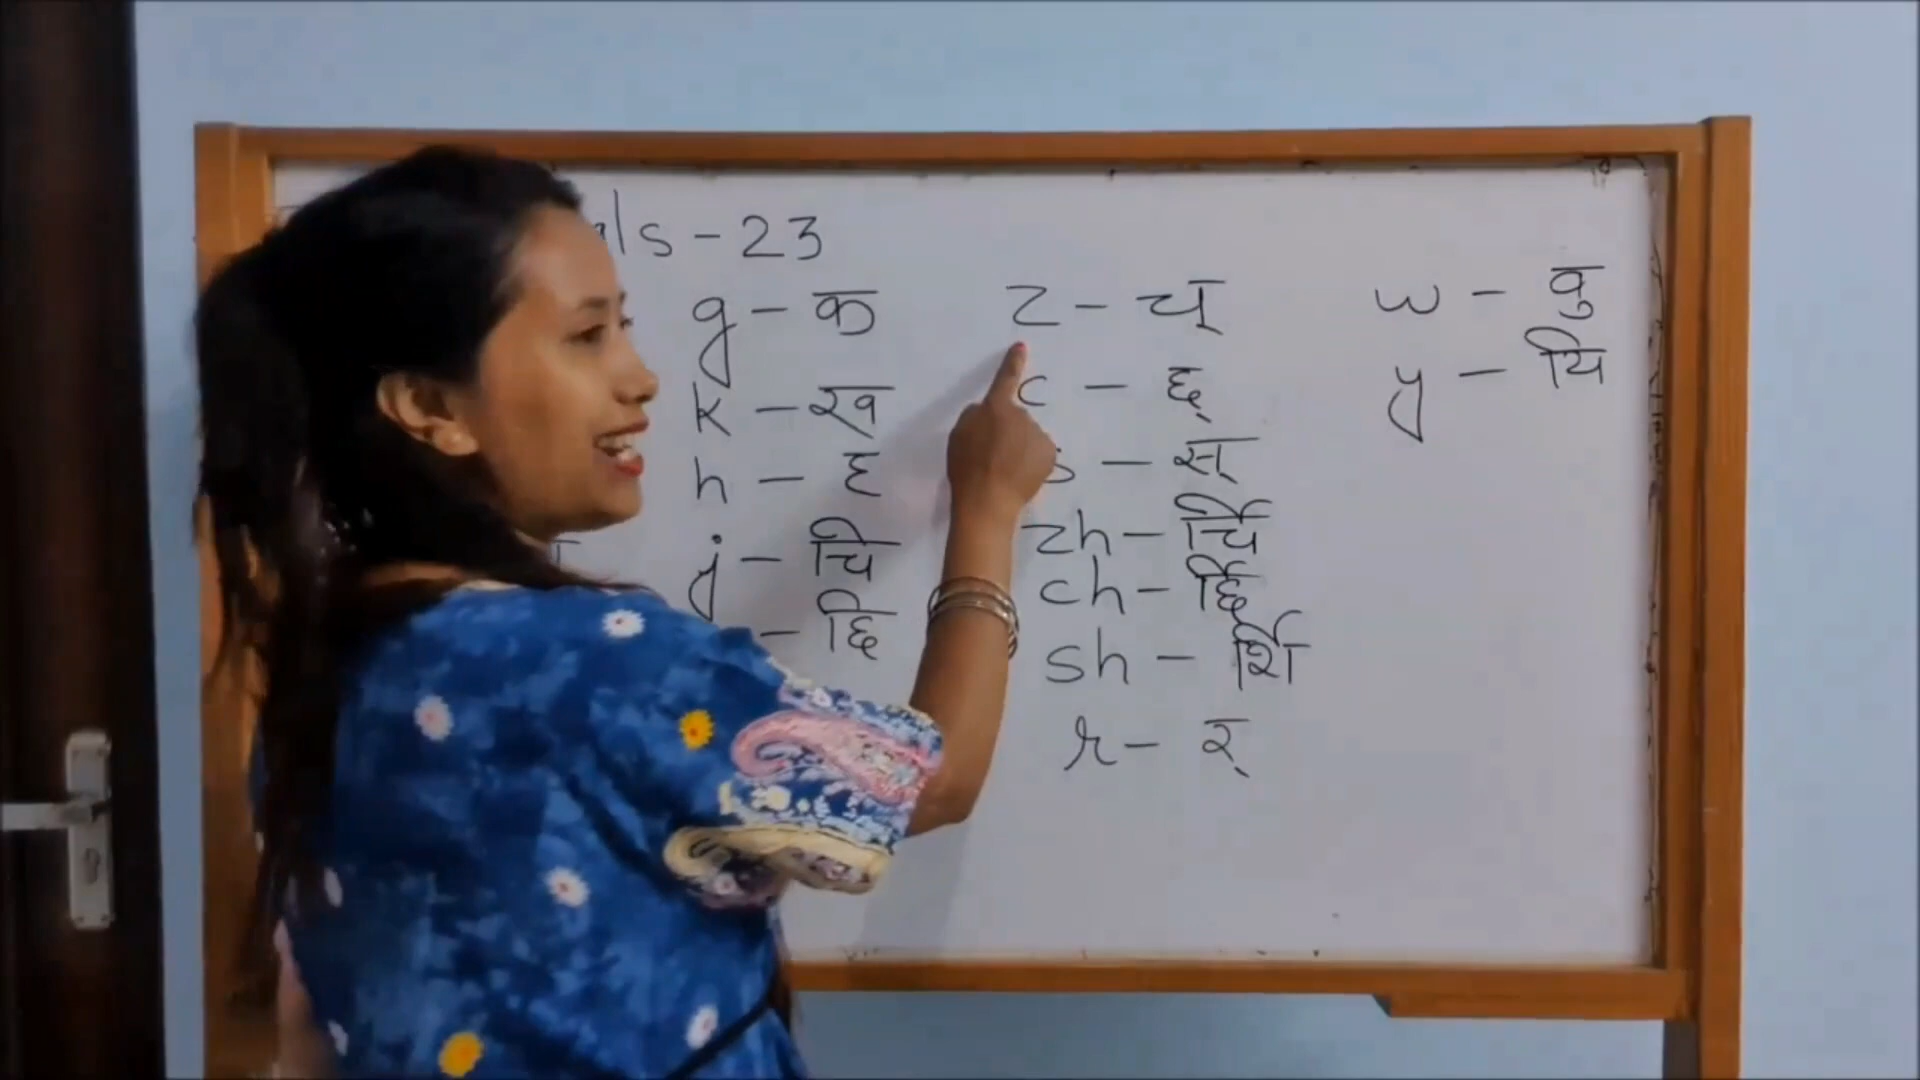 ls - 23
g - क
k - ख
h - ह
j - चि
- छि
z - च्
c - छ्
s - स्
zh - र्चि
ch - र्छि
sh - र्शि
r - र्
w - वु
y - यि